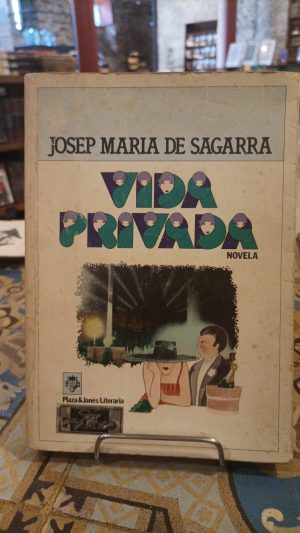 JOSEP MARIA DE SAGARRA
VIDA
PRIVADA
NOVELA
Plaza & Janés Literaria